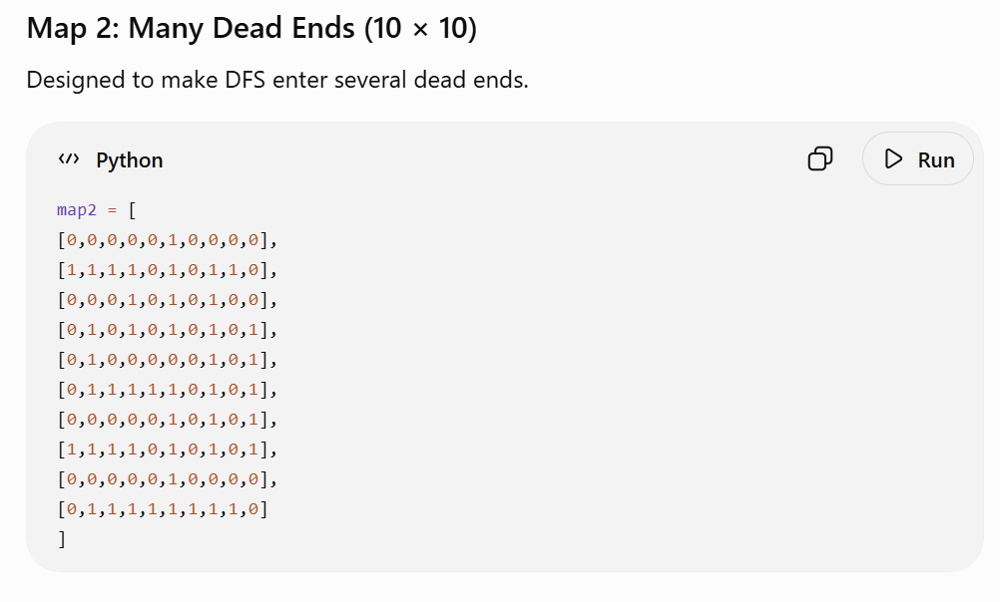 Map 2: Many Dead Ends (10 × 10)
Designed to make DFS enter several dead ends.
Python
Run
map2 = [
[0,0,0,0,0,1,0,0,0,0],
[1,1,1,1,0,1,0,1,1,0],
[0,0,0,1,0,1,0,1,0,0],
[0,1,0,1,0,1,0,1,0,1],
[0,1,0,0,0,0,0,1,0,1],
[0,1,1,1,1,1,0,1,0,1],
[0,0,0,0,0,1,0,1,0,1],
[1,1,1,1,0,1,0,1,0,1],
[0,0,0,0,0,1,0,0,0,0],
[0,1,1,1,1,1,1,1,1,0]
]